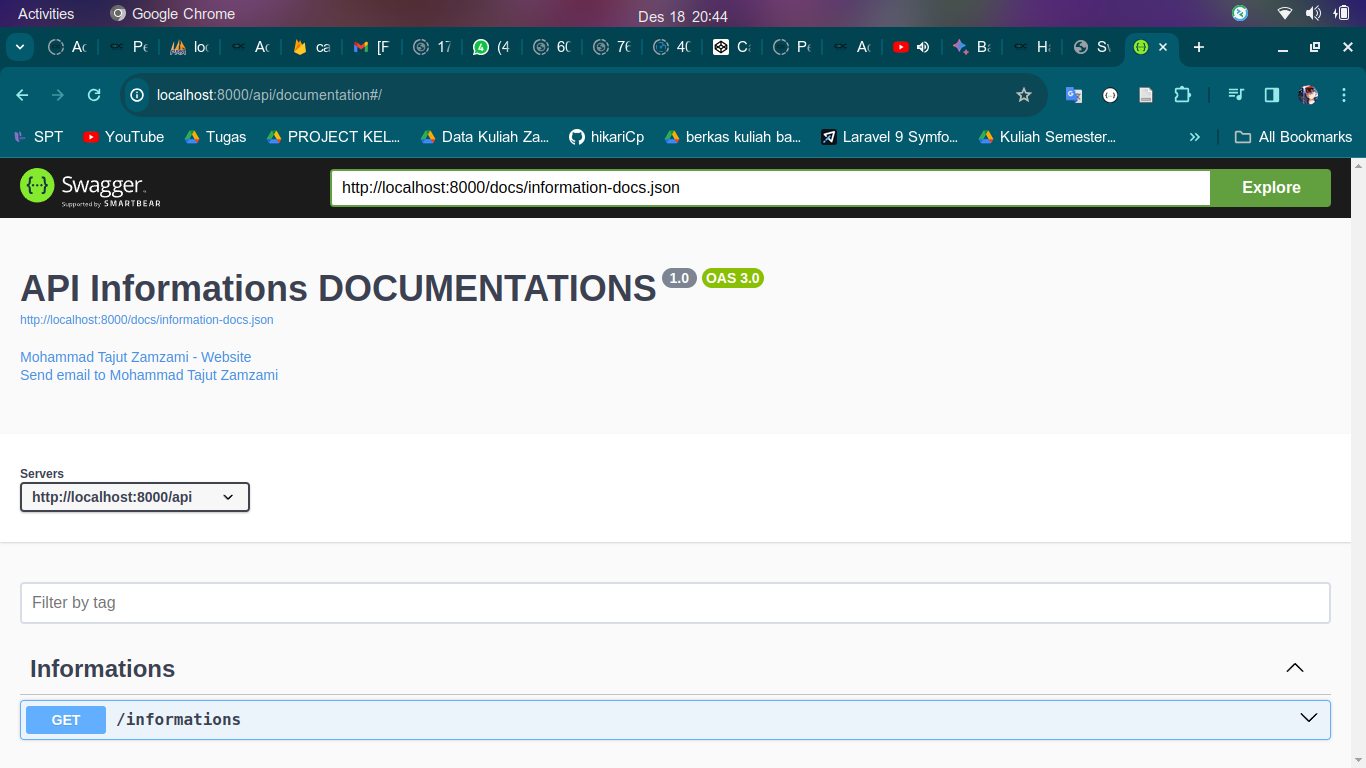 Activities Google Chrome Des 18 20:44
Ac Pe loc Ac ca [F 17 (4 60 76 40 Ca Pe Ac Ba Ha Sv
localhost:8000/api/documentation#/
SPT YouTube Tugas PROJECT KEL... Data Kuliah Za... hikariCp berkas kuliah ba... Laravel 9 Symfo... Kuliah Semester... » All Bookmarks
Swagger
Supported by SMARTBEAR
http://localhost:8000/docs/information-docs.json Explore
API Informations DOCUMENTATIONS 1.0 OAS 3.0
http://localhost:8000/docs/information-docs.json
Mohammad Tajut Zamzami - Website
Send email to Mohammad Tajut Zamzami
Servers
http://localhost:8000/api
Filter by tag
Informations
GET /informations